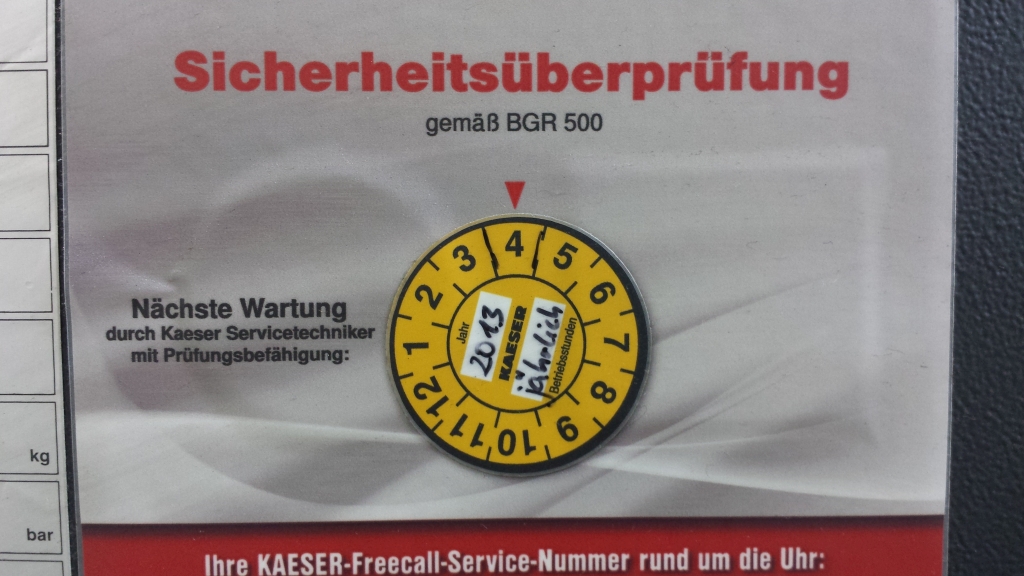 Sicherheitsüberprüfung
gemäß BGR 500
Nächste Wartung
durch Kaeser Servicetechniker
mit Prüfungsbefähigung:
1
2
3
4
5
6
7
8
9
10
11
12
Jahr
2013
KAESER
jährlich
Betriebsstunden
kg
bar
Ihre KAESER-Freecall-Service-Nummer rund um die Uhr: